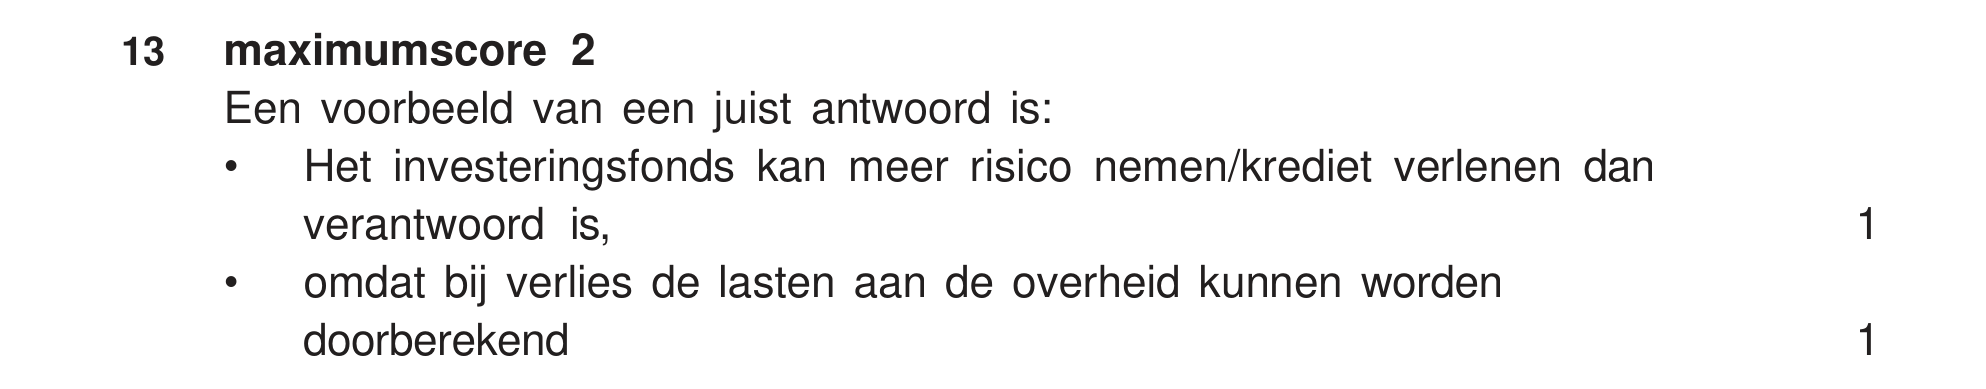 13 maximumscore 2
Een voorbeeld van een juist antwoord is:
• Het investeringsfonds kan meer risico nemen/krediet verlenen dan
verantwoord is, 1
• omdat bij verlies de lasten aan de overheid kunnen worden
doorberekend 1